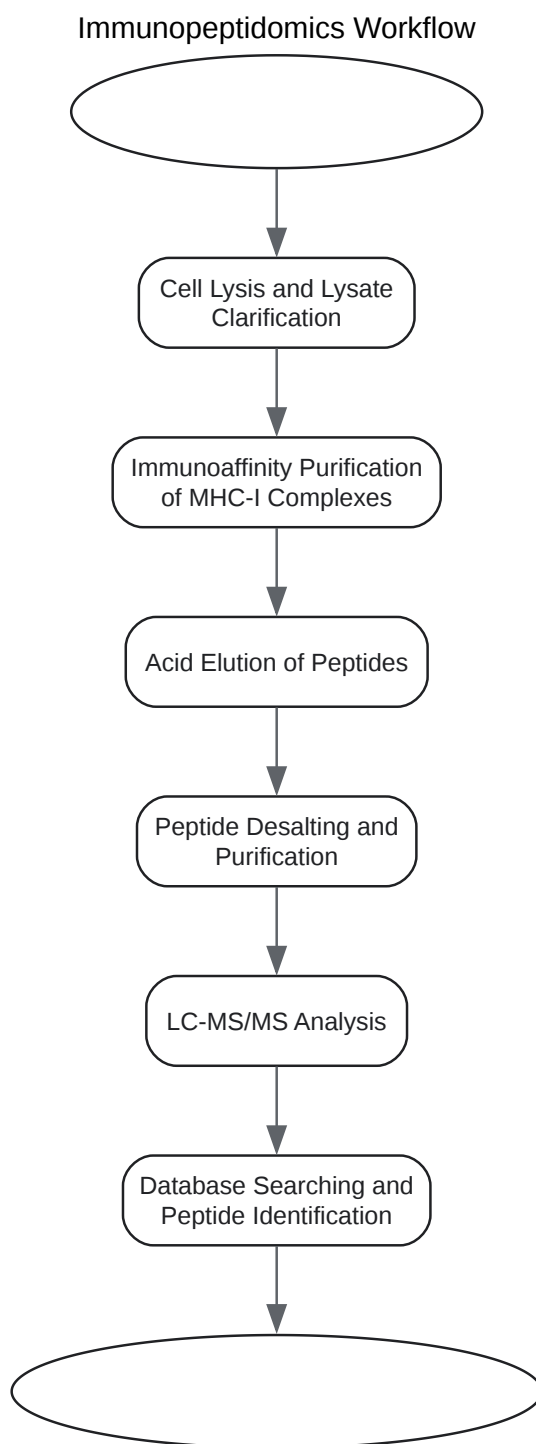 Immunopeptidomics Workflow
Cell Lysis and Lysate
Clarification
Immunoaffinity Purification
of MHC-I Complexes
Acid Elution of Peptides
Peptide Desalting and
Purification
LC-MS/MS Analysis
Database Searching and
Peptide Identification